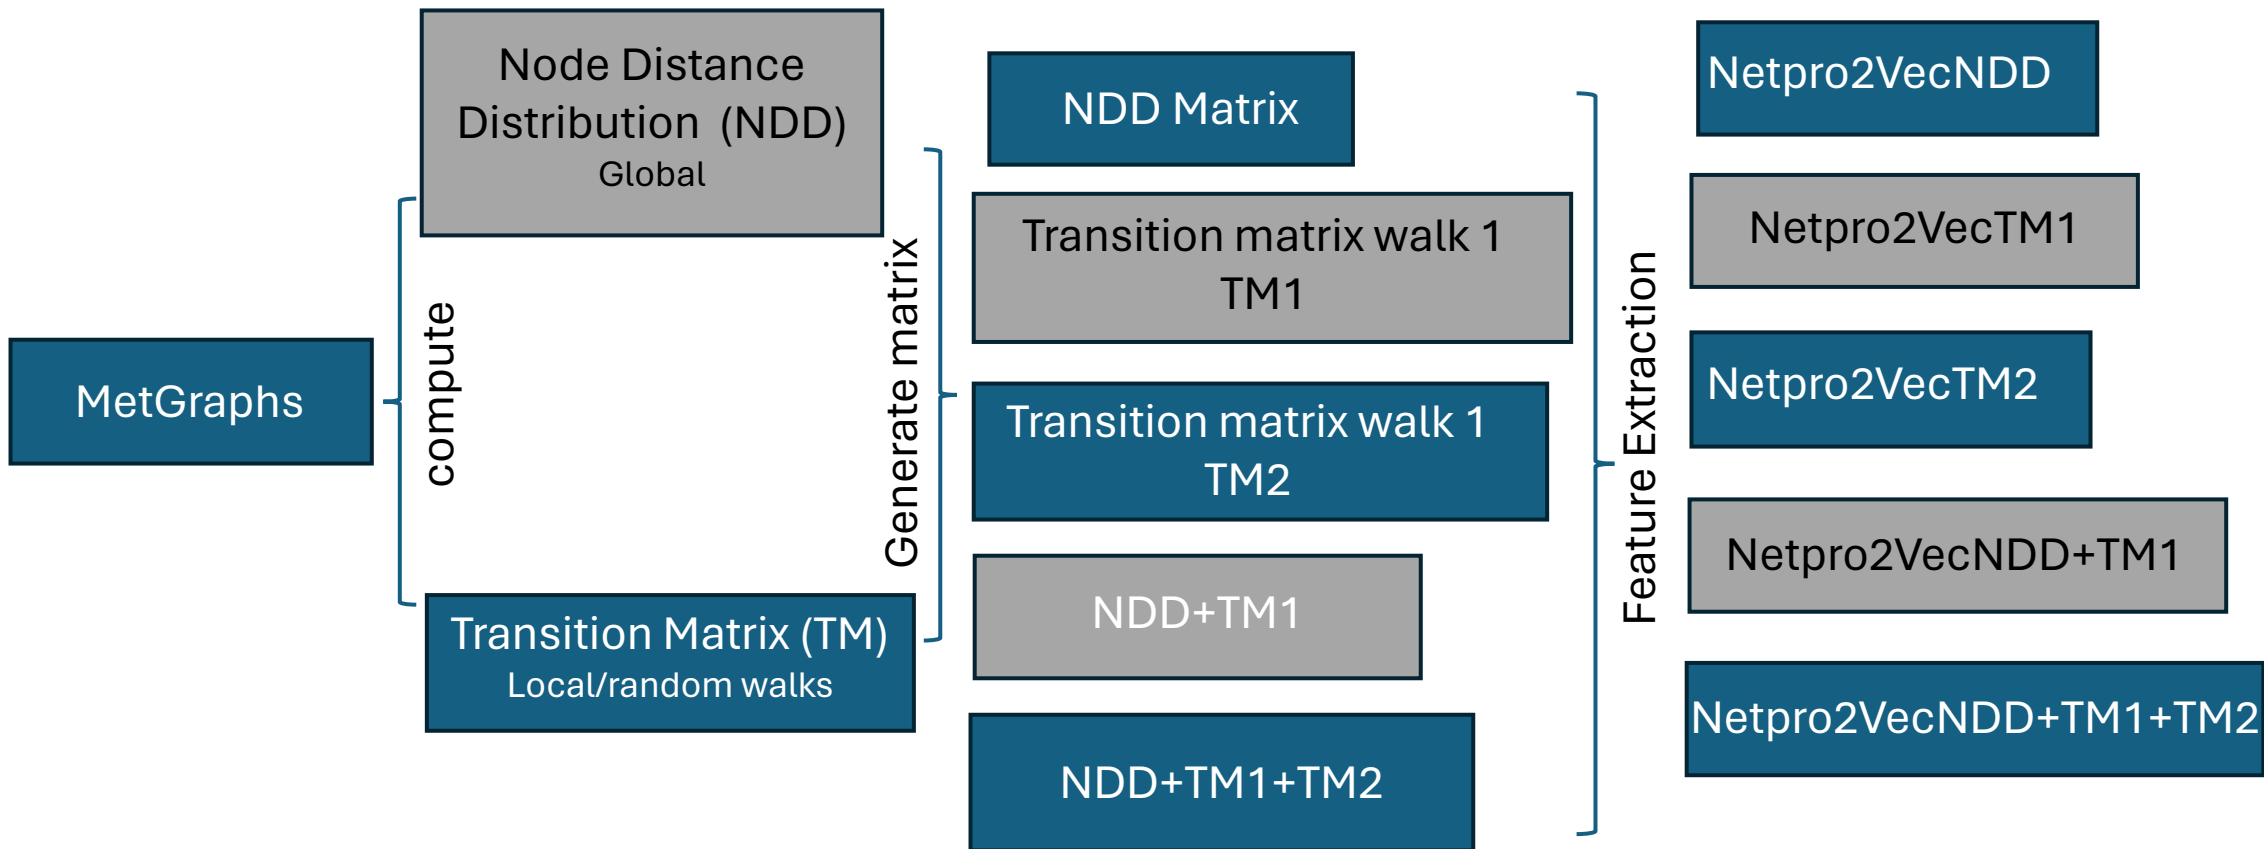 MetGraphs
compute
Node Distance
Distribution (NDD)
Global
Transition Matrix (TM)
Local/random walks
Generate matrix
NDD Matrix
Transition matrix walk 1
TM1
Transition matrix walk 1
TM2
NDD+TM1
NDD+TM1+TM2
Feature Extraction
Netpro2VecNDD
Netpro2VecTM1
Netpro2VecTM2
Netpro2VecNDD+TM1
Netpro2VecNDD+TM1+TM2